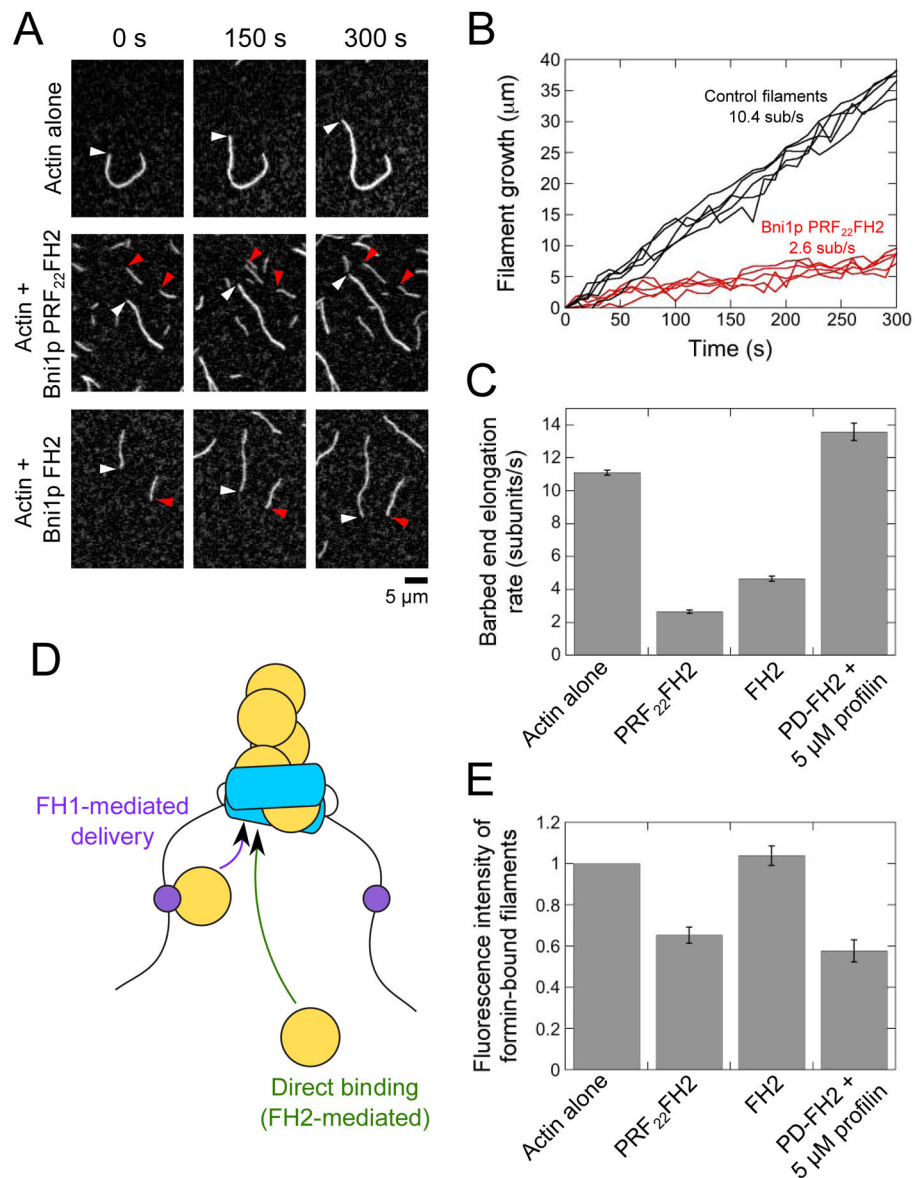 A
0 s
150 s
300 s
Actin alone
Actin +
Bni1p PRF₂₂FH2
Actin +
Bni1p FH2
5 μm
B
Filament growth (μm)
40
35
30
25
20
15
10
5
0
0
50
100
150
200
250
300
Time (s)
Control filaments
10.4 sub/s
Bni1p PRF₂₂FH2
2.6 sub/s
C
Barbed end elongation
rate (subunits/s)
14
12
10
8
6
4
2
0
Actin alone
PRF₂₂FH2
FH2
PD-FH2 +
5 μM profilin
D
FH1-mediated
delivery
Direct binding
(FH2-mediated)
E
Fluorescence intensity of
formin-bound filaments
1.2
1
0.8
0.6
0.4
0.2
0
Actin alone
PRF₂₂FH2
FH2
PD-FH2 +
5 μM profilin